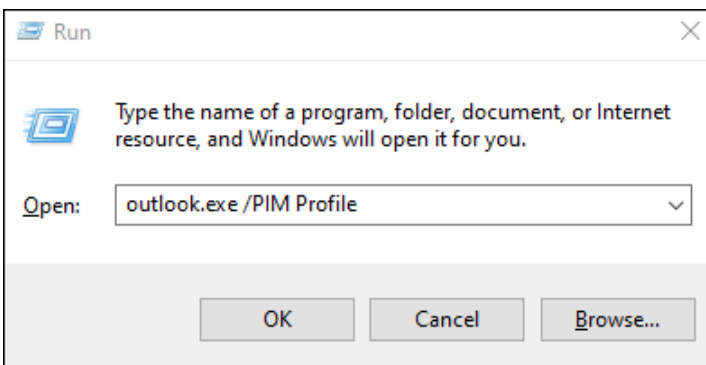 Run
Type the name of a program, folder, document, or Internet
resource, and Windows will open it for you.
Open: outlook.exe /PIM Profile
OK Cancel Browse...